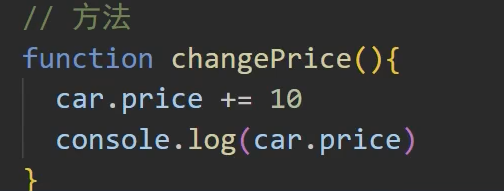 // 方法
function changePrice(){
  car.price += 10
  console.log(car.price)
}